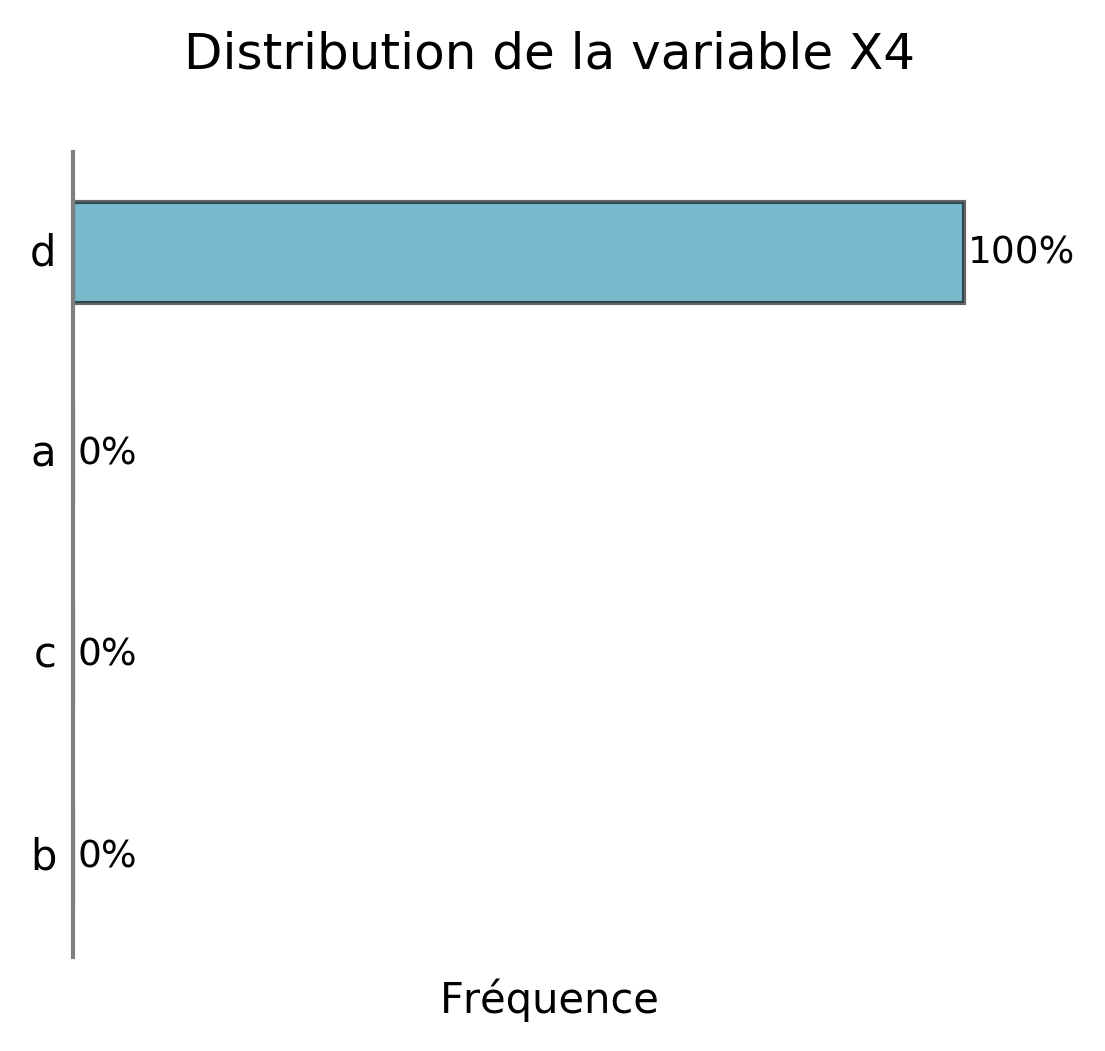 Distribution de la variable X4
d 100%
a 0%
c 0%
b 0%
Fréquence